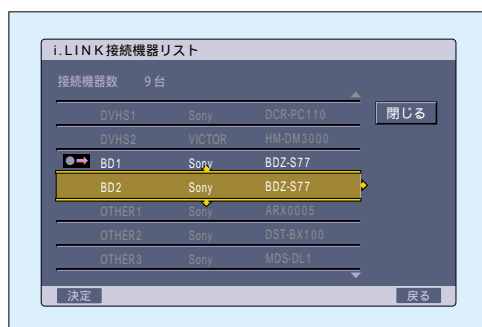 i.LINK接続機器リスト
接続機器数 9台
閉じる
DVHS1 Sony DCR-PC110
DVHS2 VICTOR HM-DM3000
BD1 Sony BDZ-S77
BD2 Sony BDZ-S77
OTHER1 Sony ARX0005
OTHER2 Sony DST-BX100
OTHER3 Sony MDS-DL1
決定 戻る